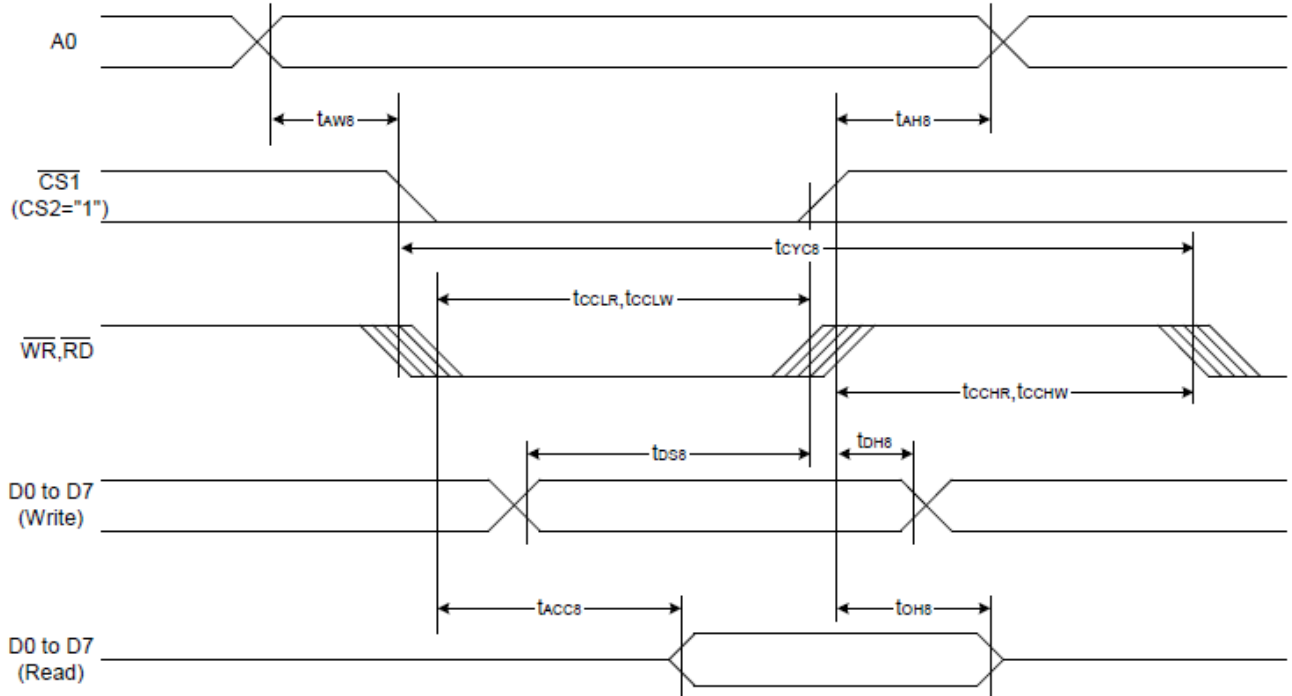 A0
tAW8
tAH8
CS1
(CS2="1")
tCYC8
tCCLR,tCCLW
WR,RD
tCCHR,tCCHW
tDS8
tDH8
D0 to D7
(Write)
tACC8
tOH8
D0 to D7
(Read)